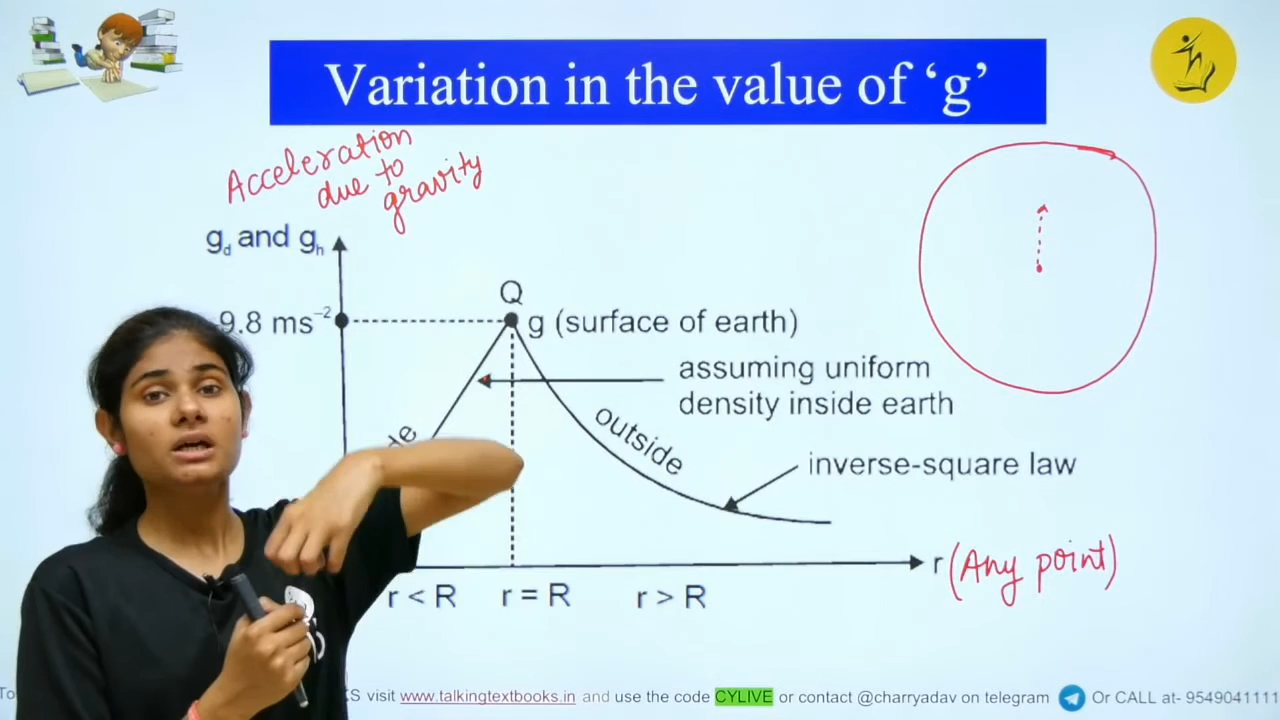 Variation in the value of ‘g’
Acceleration
due to
gravity
g_d and g_h
9.8 ms⁻²
Q
g (surface of earth)
assuming uniform
density inside earth
outside
inverse-square law
r (Any point)
r < R
r = R
r > R
visit www.talkingtextbooks.in and use the code CYLIVE or contact @charryadav on telegram Or CALL at- 9549041111